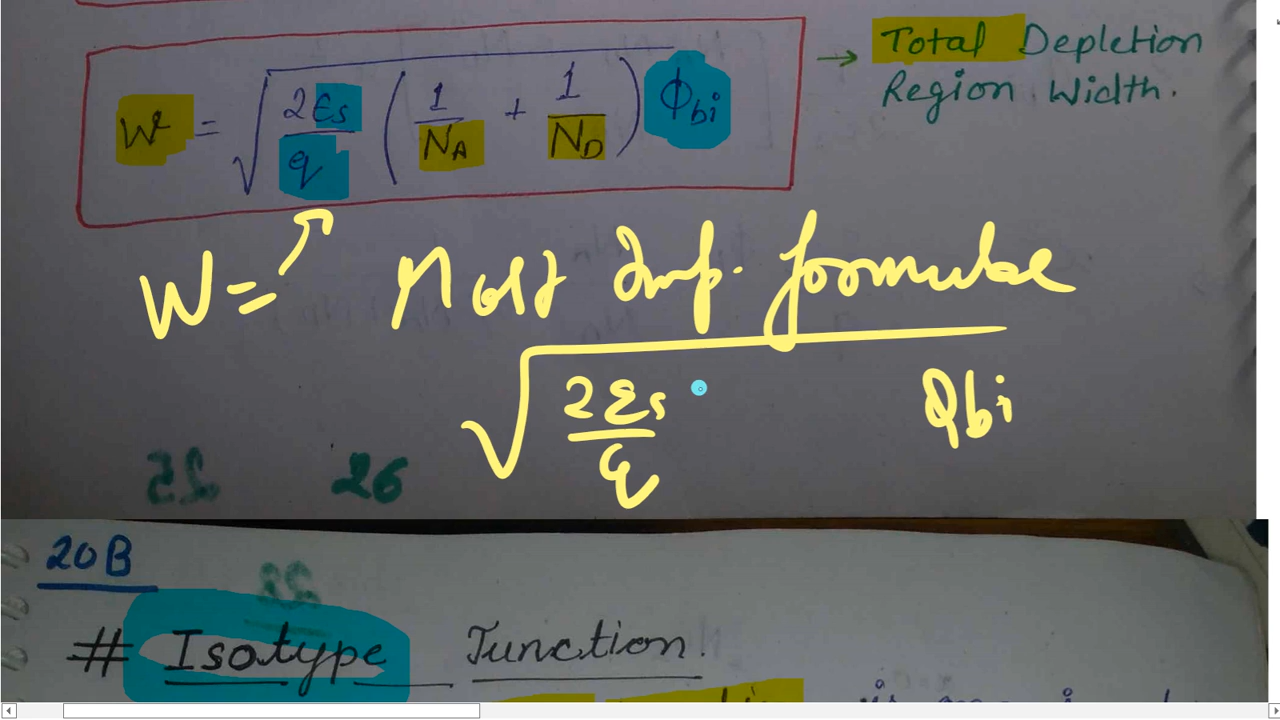 W = √ 2εs/q ( 1/NA + 1/ND ) Φbi → Total Depletion
Region Width.
W = Most Imp. formulae
√ 2εs/q Φbi
25 26
20B
28
# Isotype Junction.